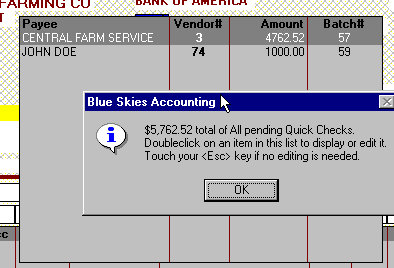 FARMING CO
BANK OF AMERICA
T
Payee Vendor# Amount Batch#
CENTRAL FARM SERVICE 3 4762.52 57
JOHN DOE 74 1000.00 59
Blue Skies Accounting
$5,762.52 total of All pending Quick Checks.
Doubleclick on an item in this list to display or edit it.
Touch your <Esc> key if no editing is needed.
OK
cc